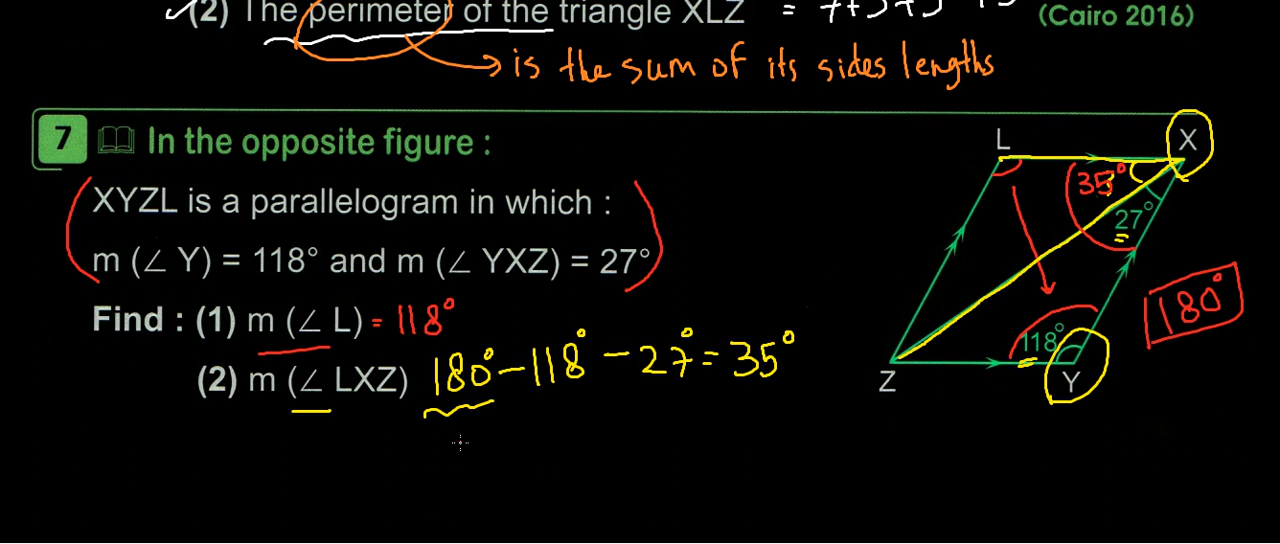 (2) The perimeter of the triangle XLZ =
(Cairo 2016)
is the sum of its sides lengths
7 In the opposite figure :
XYZL is a parallelogram in which :
m (∠ Y) = 118° and m (∠ YXZ) = 27°
Find : (1) m (∠ L) = 118°
(2) m (∠ LXZ) 180° - 118° - 27° = 35°
L X
35°
27°
180°
118°
Z Y